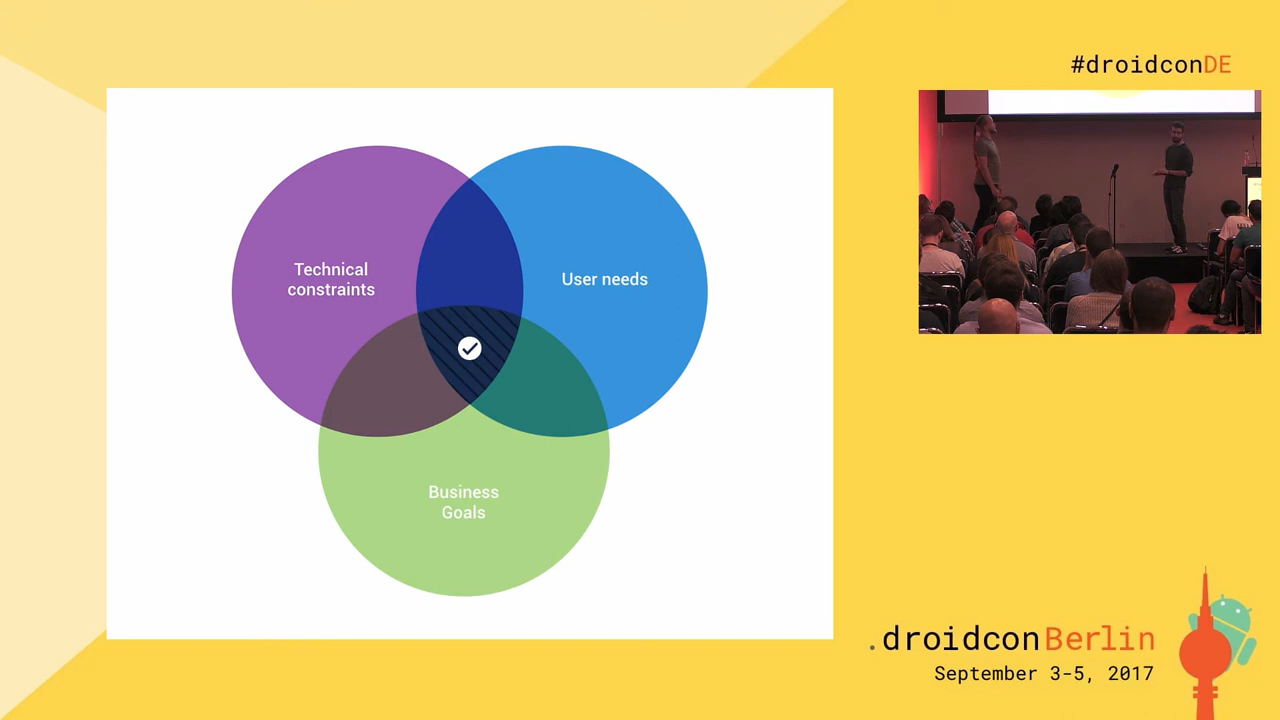 #droidconDE
Technical
constraints
User needs
Business
Goals
.droidconBerlin
September 3-5, 2017